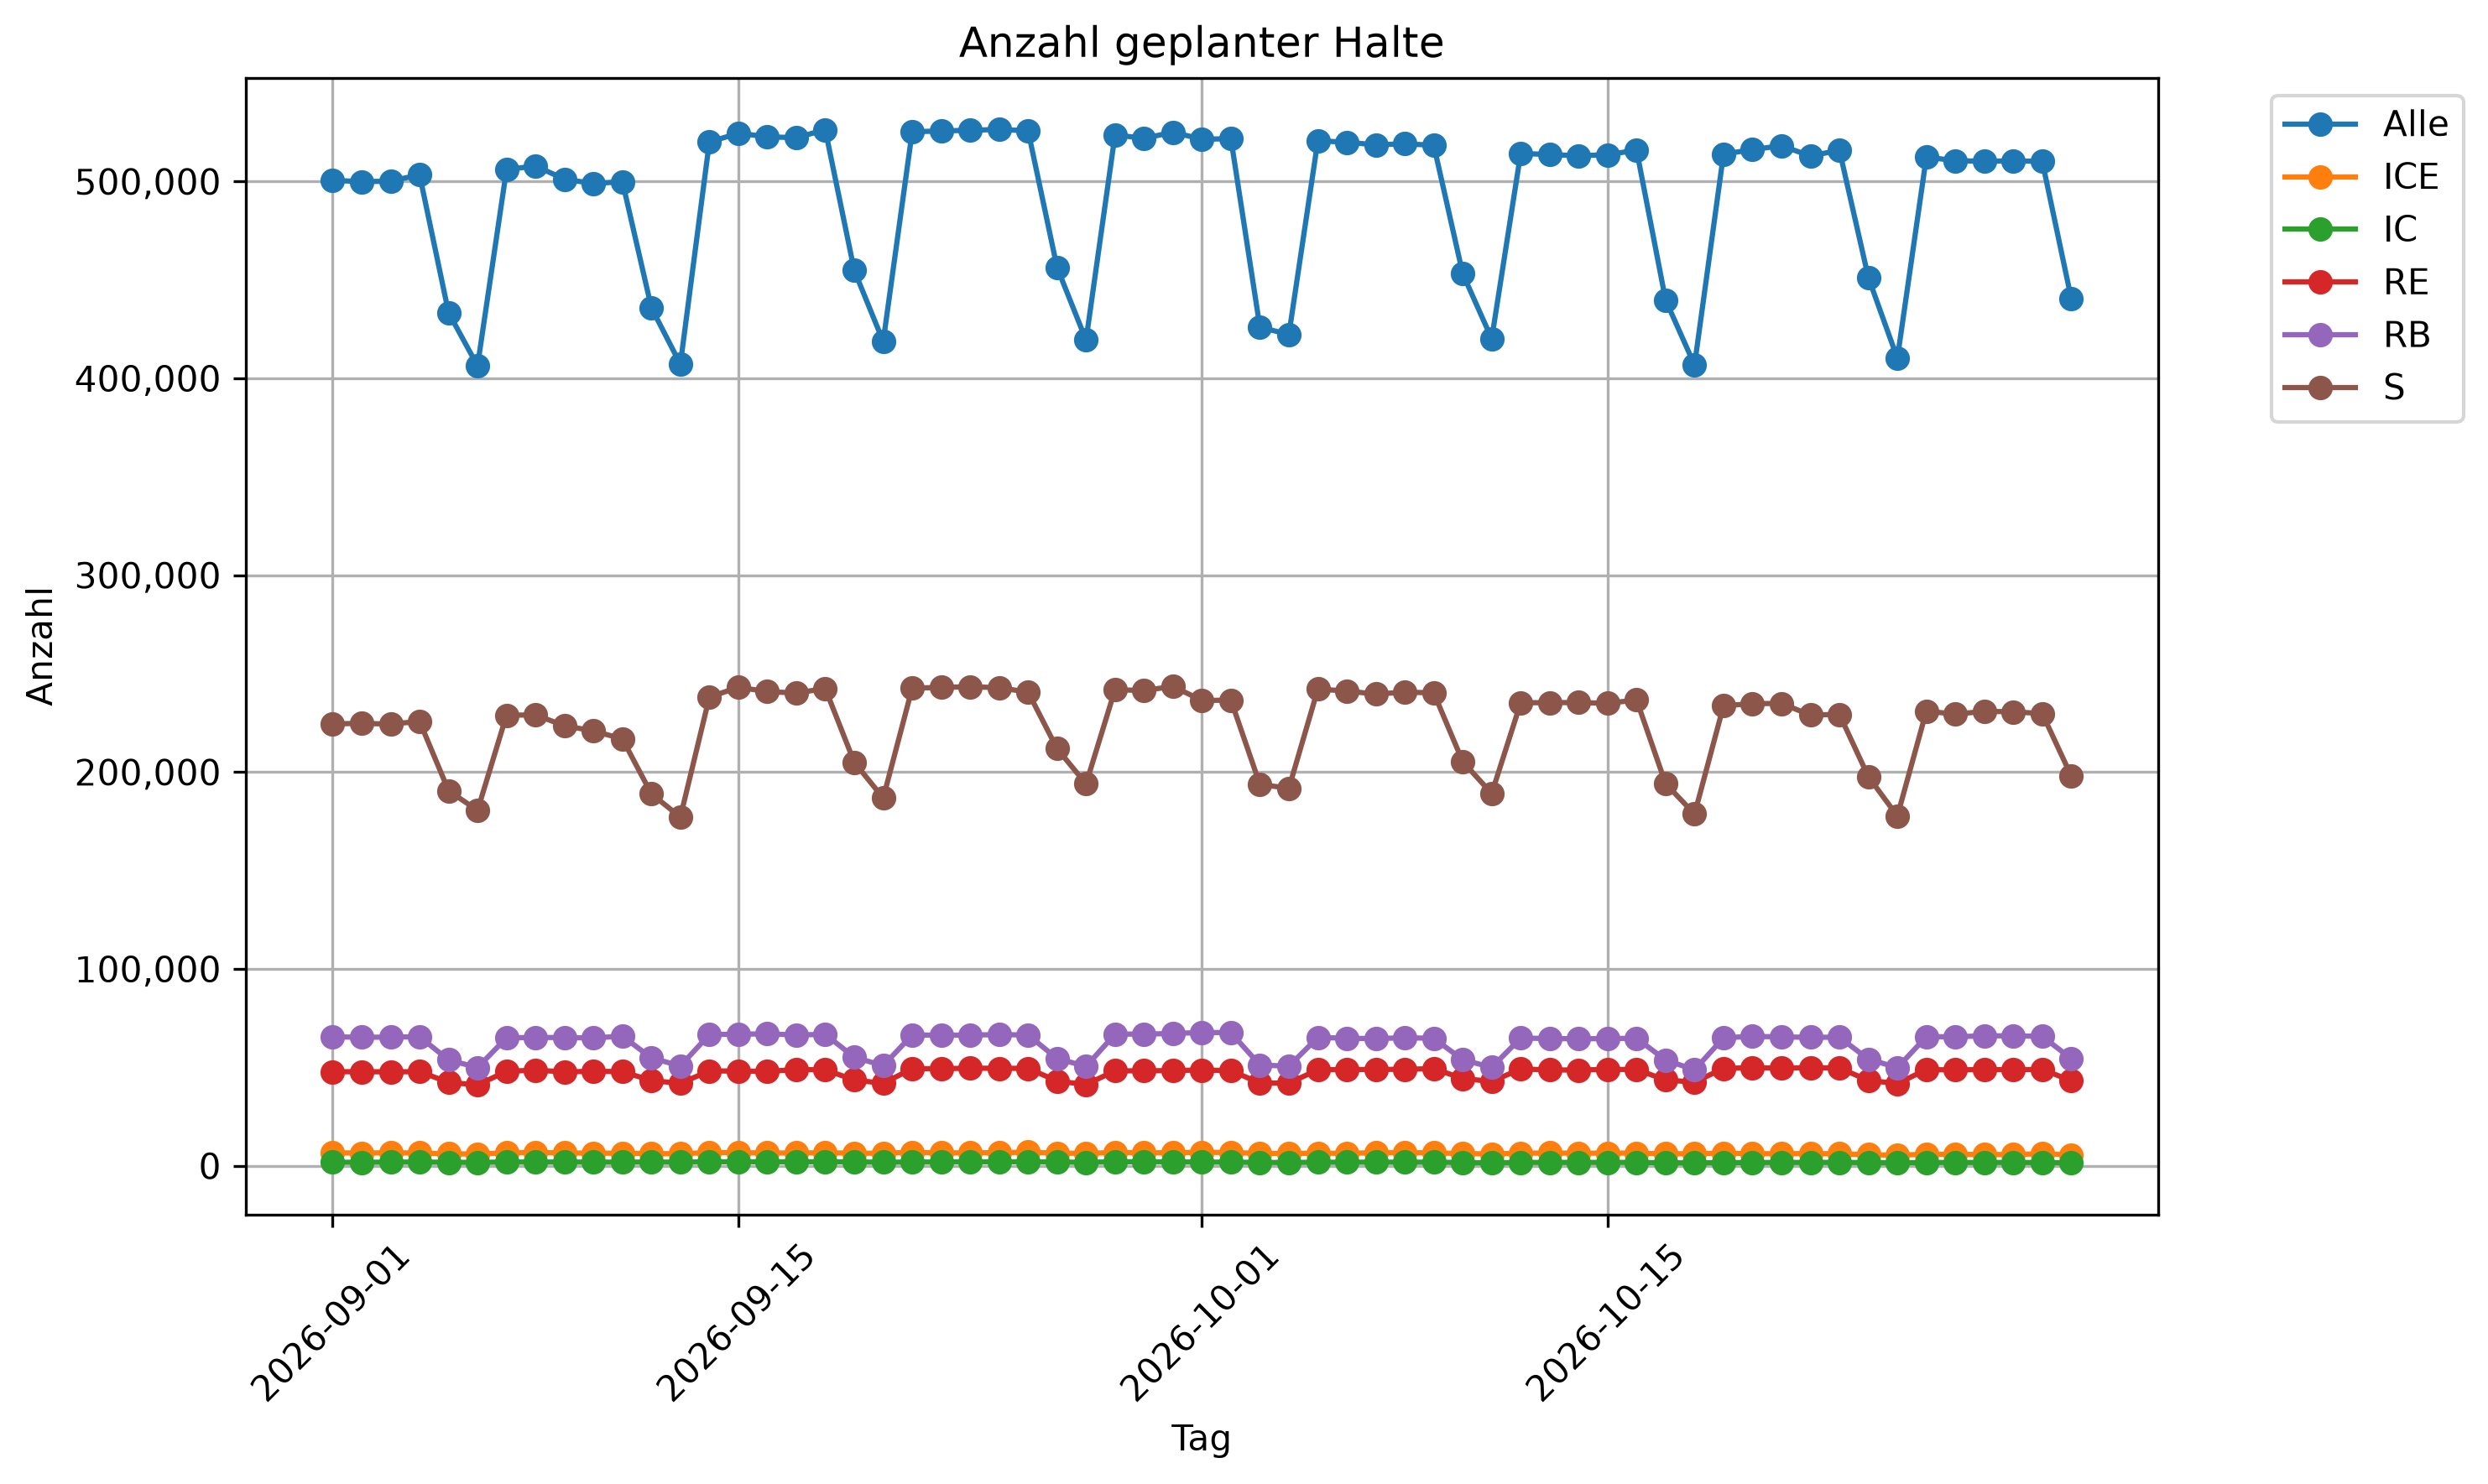 Anzahl geplanter Halte
Alle
ICE
IC
RE
RB
S
Anzahl
500,000
400,000
300,000
200,000
100,000
0
2026-09-01
2026-09-15
2026-10-01
2026-10-15
Tag